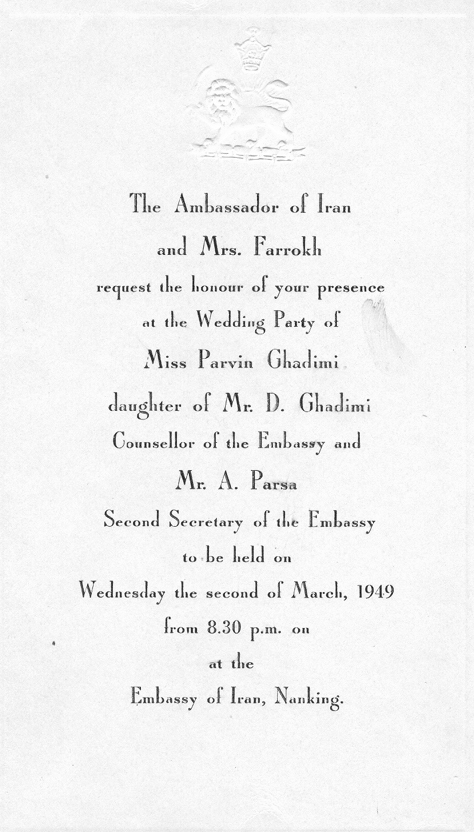 The Ambassador of Iran
and Mrs. Farrokh
request the honour of your presence
at the Wedding Party of
Miss Parvin Ghadimi
daughter of Mr. D. Ghadimi
Counsellor of the Embassy and
Mr. A. Parsa
Second Secretary of the Embassy
to be held on
Wednesday the second of March, 1949
from 8.30 p.m. on
at the
Embassy of Iran, Nanking.